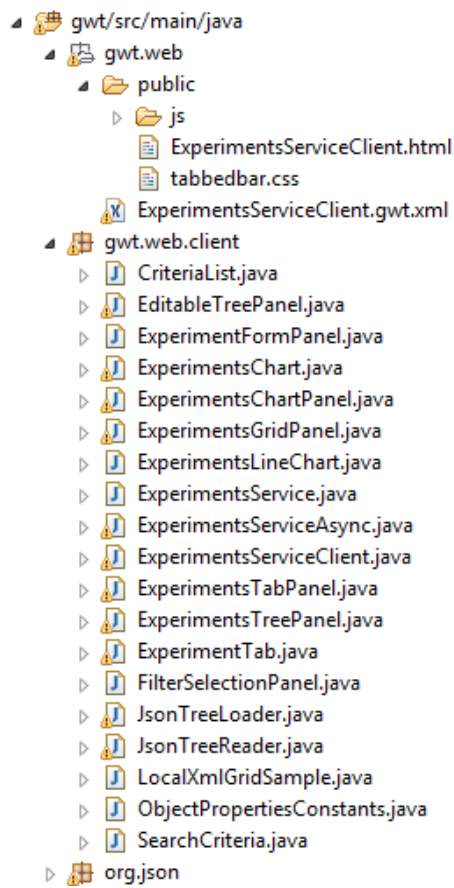 gwt/src/main/java
gwt.web
public
js
ExperimentsServiceClient.html
tabbedbar.css
ExperimentsServiceClient.gwt.xml
gwt.web.client
CriteriaList.java
EditableTreePanel.java
ExperimentFormPanel.java
ExperimentsChart.java
ExperimentsChartPanel.java
ExperimentsGridPanel.java
ExperimentsLineChart.java
ExperimentsService.java
ExperimentsServiceAsync.java
ExperimentsServiceClient.java
ExperimentsTabPanel.java
ExperimentsTreePanel.java
ExperimentTab.java
FilterSelectionPanel.java
JsonTreeLoader.java
JsonTreeReader.java
LocalXmlGridSample.java
ObjectPropertiesConstants.java
SearchCriteria.java
org.json